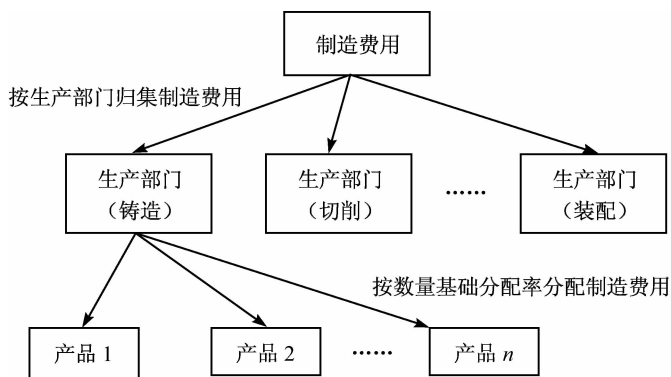 制造费用
按生产部门归集制造费用
生产部门
（铸造）
生产部门
（切削）
……
生产部门
（装配）
按数量基础分配率分配制造费用
产品 1
产品 2
……
产品 n